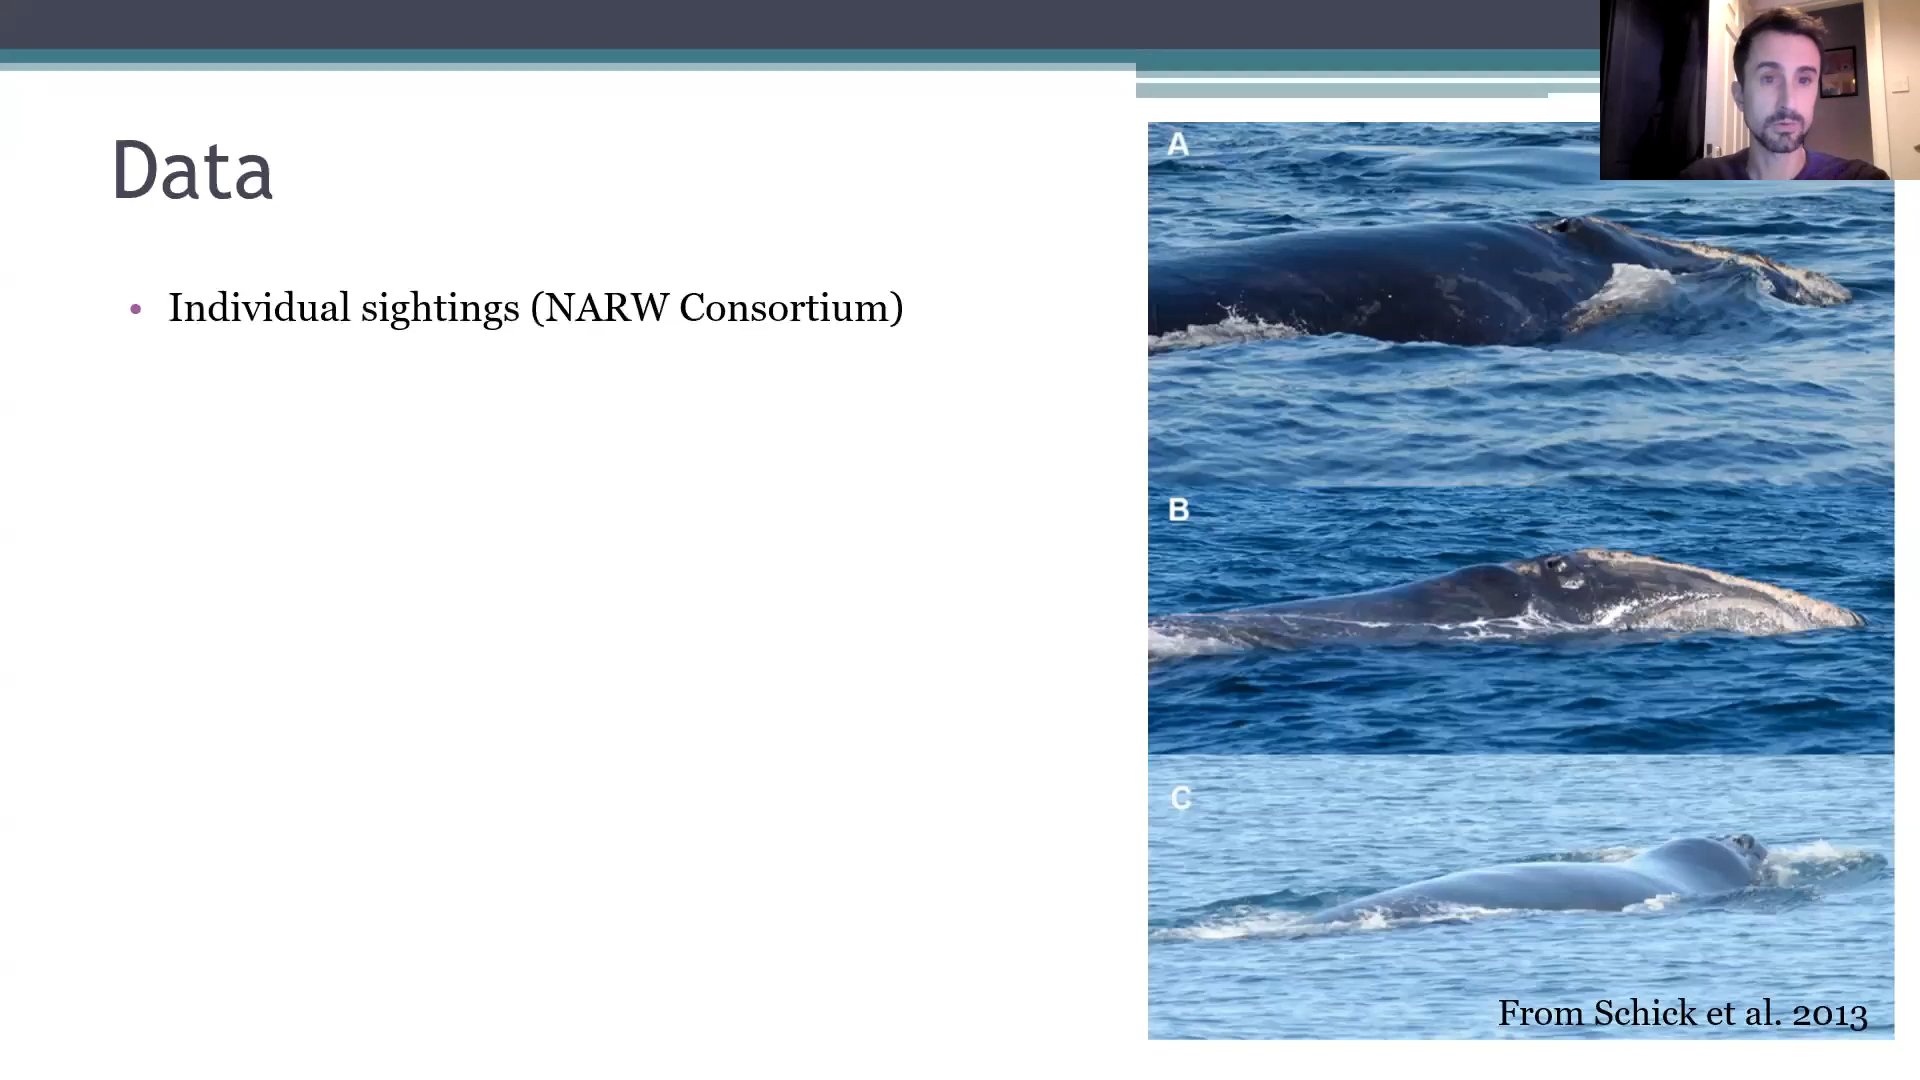 Data
• Individual sightings (NARW Consortium)
A
B
C
From Schick et al. 2013